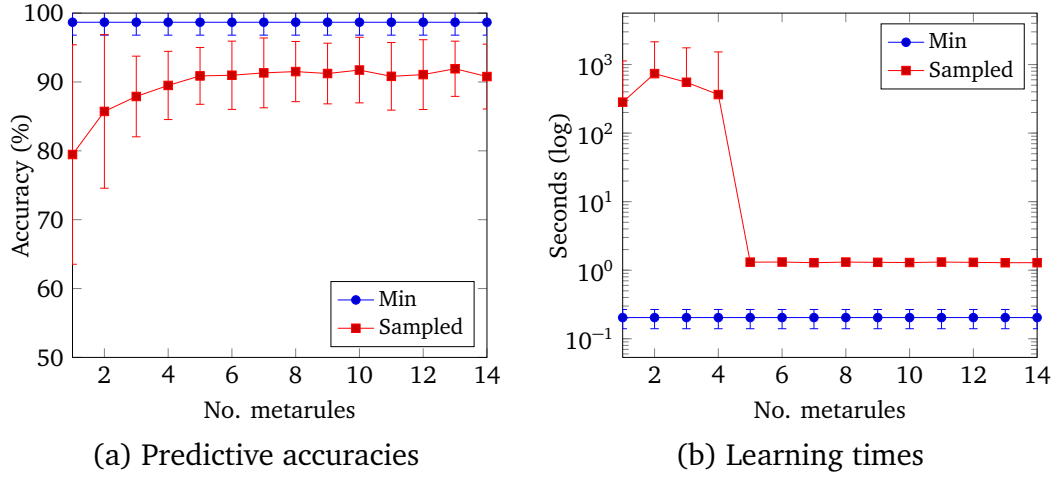 100
90
80
70
60
50
Accuracy (%)
2 4 6 8 10 12 14
No. metarules
Min
Sampled
(a) Predictive accuracies
10^3
10^2
10^1
10^0
10^−1
Seconds (log)
2 4 6 8 10 12 14
No. metarules
Min
Sampled
(b) Learning times